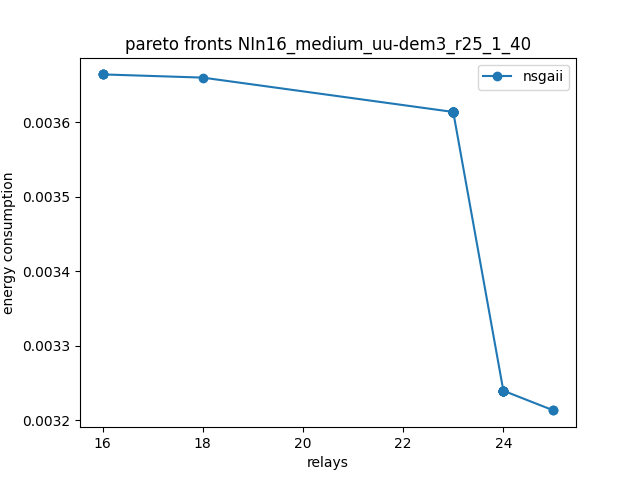 pareto fronts NIn16_medium_uu-dem3_r25_1_40
nsgaii
energy consumption
0.0036
0.0035
0.0034
0.0033
0.0032
16
18
20
22
24
relays